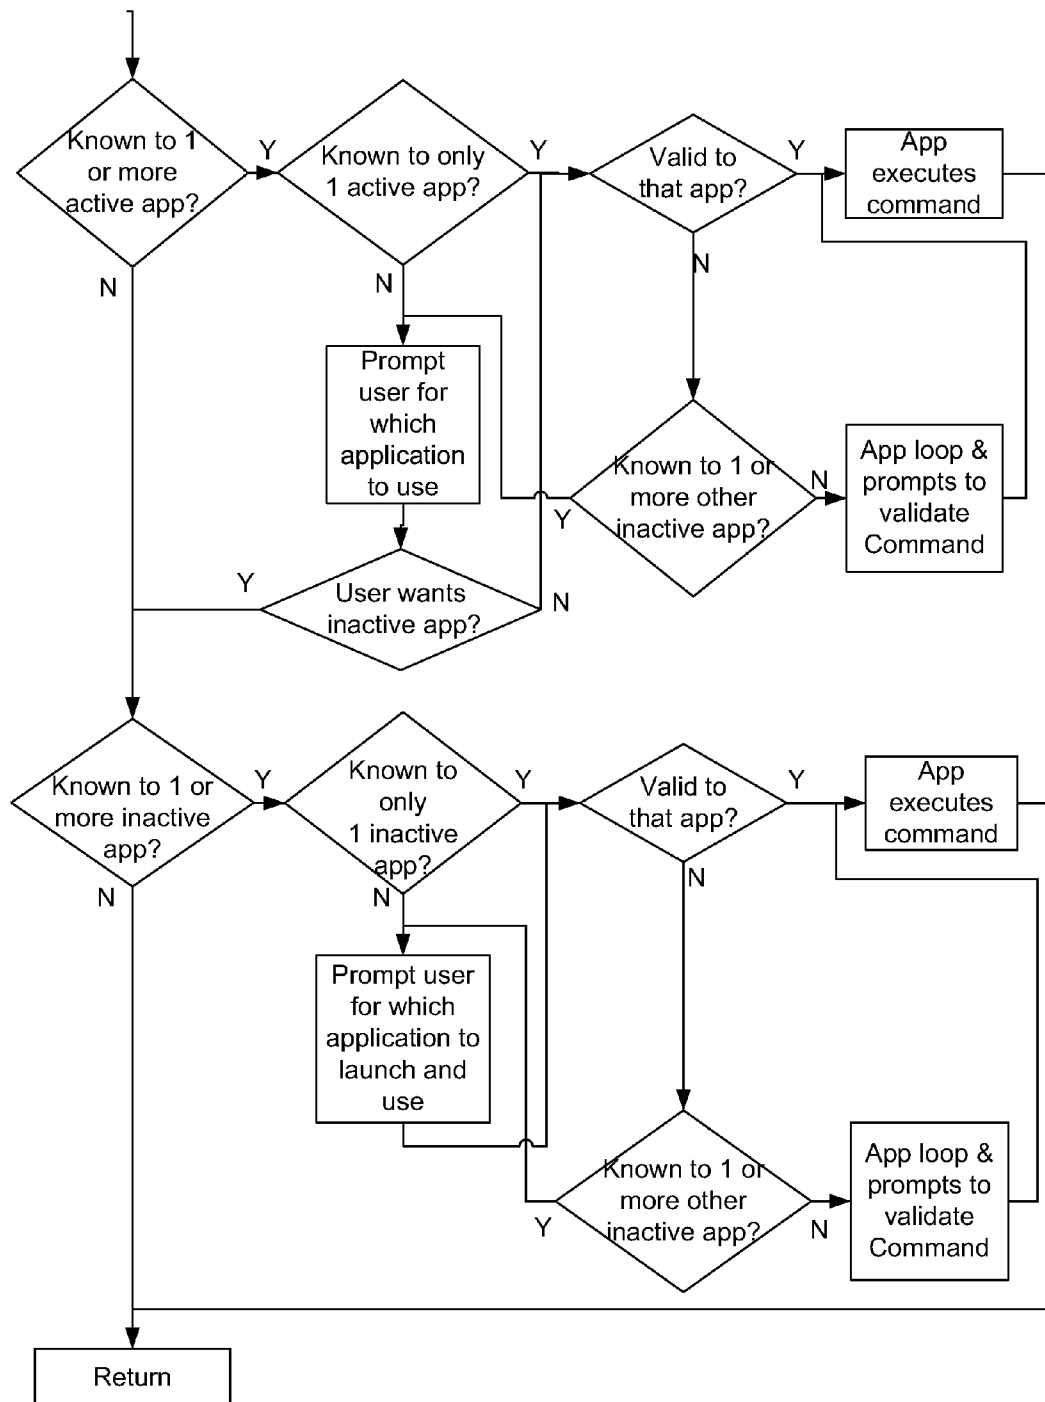 Known to 1
or more
active app?
Y
Known to only
1 active app?
Y
Valid to
that app?
Y
App
executes
command
N
N
N
Prompt
user for
which
application
to use
Known to 1 or
more other
inactive app?
N
Y
App loop &
prompts to
validate
Command
Y
User wants
inactive app?
N
Known to 1 or
more inactive
app?
Y
Known to
only
1 inactive
app?
Y
Valid to
that app?
Y
App
executes
command
N
N
N
Prompt user
for which
application to
launch and
use
Known to 1 or
more other
inactive app?
Y
N
App loop &
prompts to
validate
Command
Return